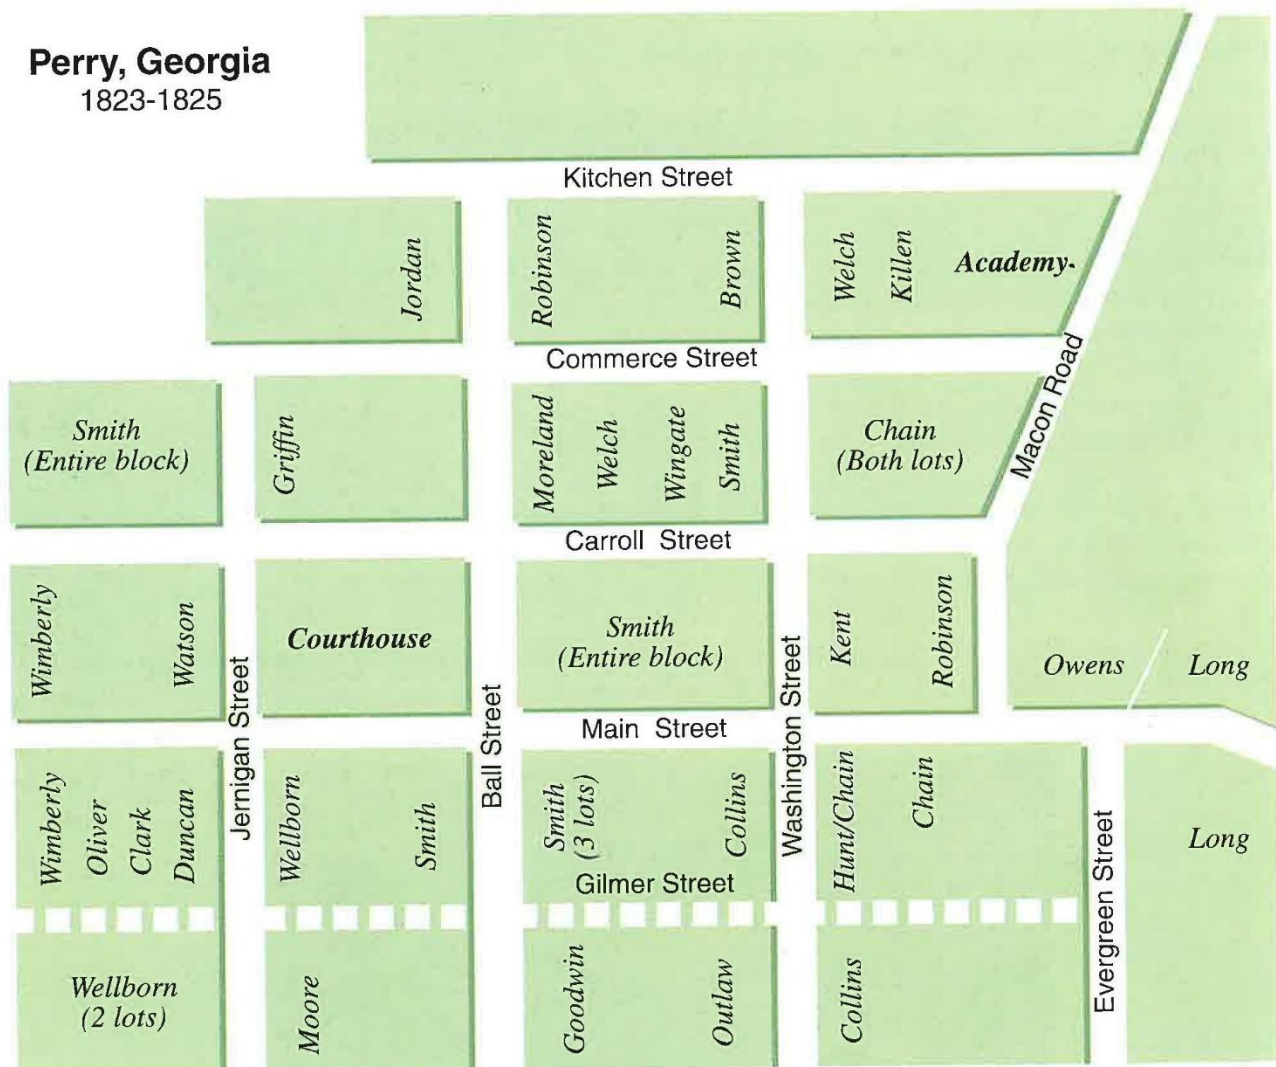 Perry, Georgia
1823-1825
Kitchen Street
Jordan
Robinson
Brown
Welch
Killen
Academy
Commerce Street
Macon Road
Smith
(Entire block)
Griffin
Moreland
Welch
Wingate
Smith
Chain
(Both lots)
Carroll Street
Wimberly
Watson
Courthouse
Smith
(Entire block)
Kent
Robinson
Owens
Long
Jernigan Street
Ball Street
Washington Street
Main Street
Wimberly
Oliver
Clark
Duncan
Wellborn
Smith
Smith
(3 lots)
Collins
Hunt/Chain
Chain
Long
Gilmer Street
Evergreen Street
Wellborn
(2 lots)
Moore
Goodwin
Outlaw
Collins